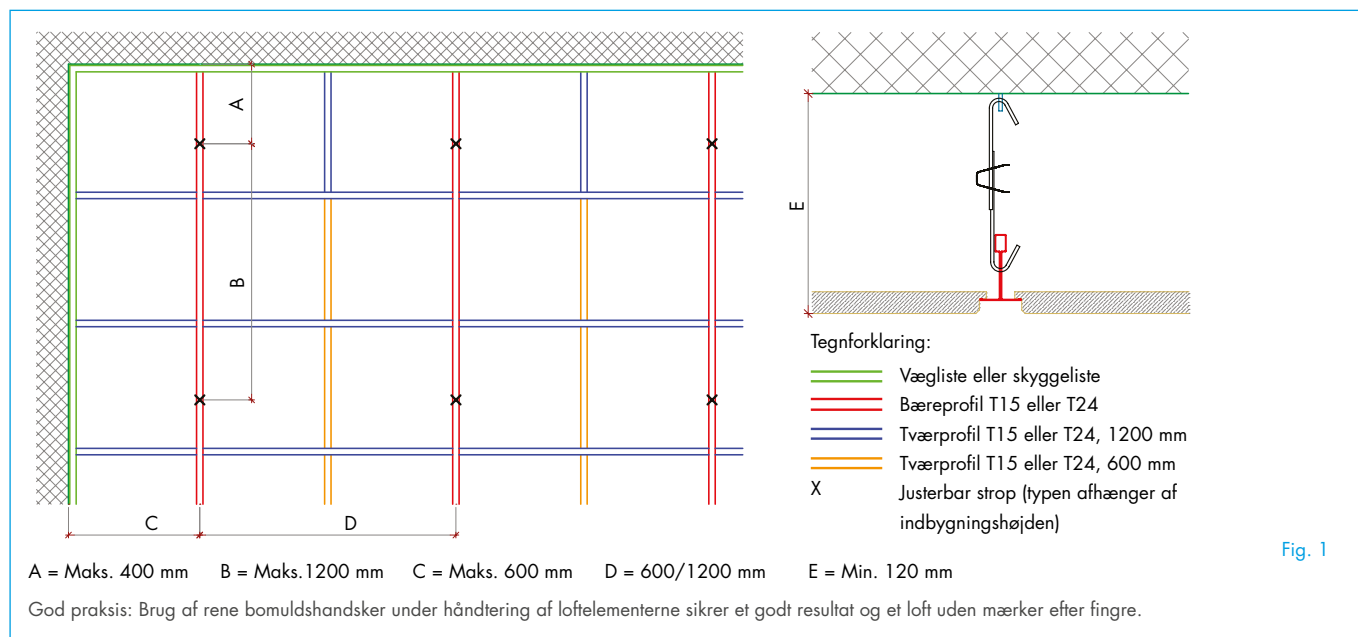 A
B
C
D
E
Tegnforklaring:
Vægliste eller skyggeliste
Bæreprofil T15 eller T24
Tværprofil T15 eller T24, 1200 mm
Tværprofil T15 eller T24, 600 mm
X Justerbar strop (typen afhænger af
indbygningshøjden)
Fig. 1
A = Maks. 400 mm B = Maks.1200 mm C = Maks. 600 mm D = 600/1200 mm E = Min. 120 mm
God praksis: Brug af rene bomuldshandsker under håndtering af loftelementerne sikrer et godt resultat og et loft uden mærker efter fingre.